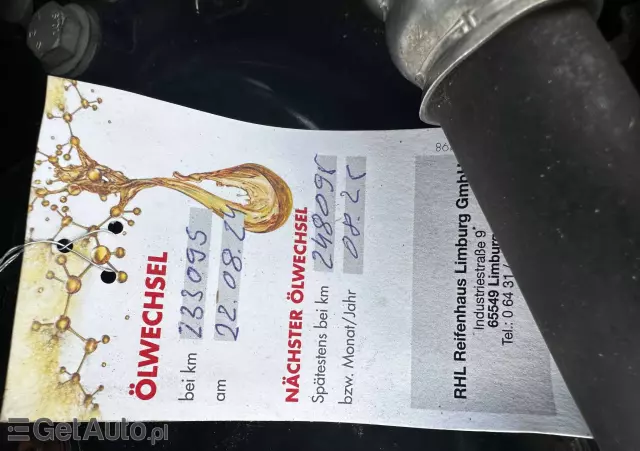 ÖLWECHSEL
bei km 233095
am 22.08.24
NÄCHSTER ÖLWECHSEL
Spätestens bei km 248095
bzw. Monat/Jahr 08.25
RHL Reifenhaus Limburg GmbH
Industriestraße 9
65549 Limburg
Tel.: 0 64 31 /
GetAuto.pl